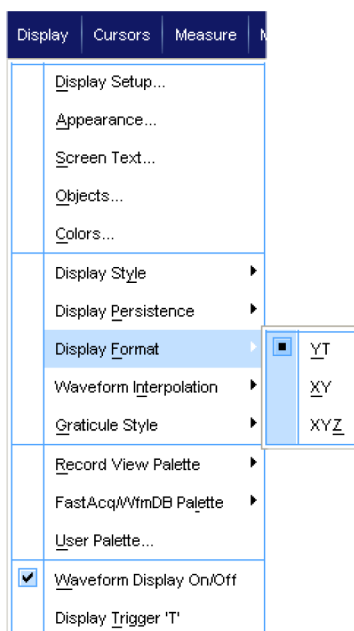 Display Cursors Measure
Display Setup...
Appearance...
Screen Text...
Objects...
Colors...
Display Style
Display Persistence
Display Format
YT
Waveform Interpolation
XY
Graticule Style
XYZ
Record View Palette
FastAcq/WfmDB Palette
User Palette...
Waveform Display On/Off
Display Trigger 'T'